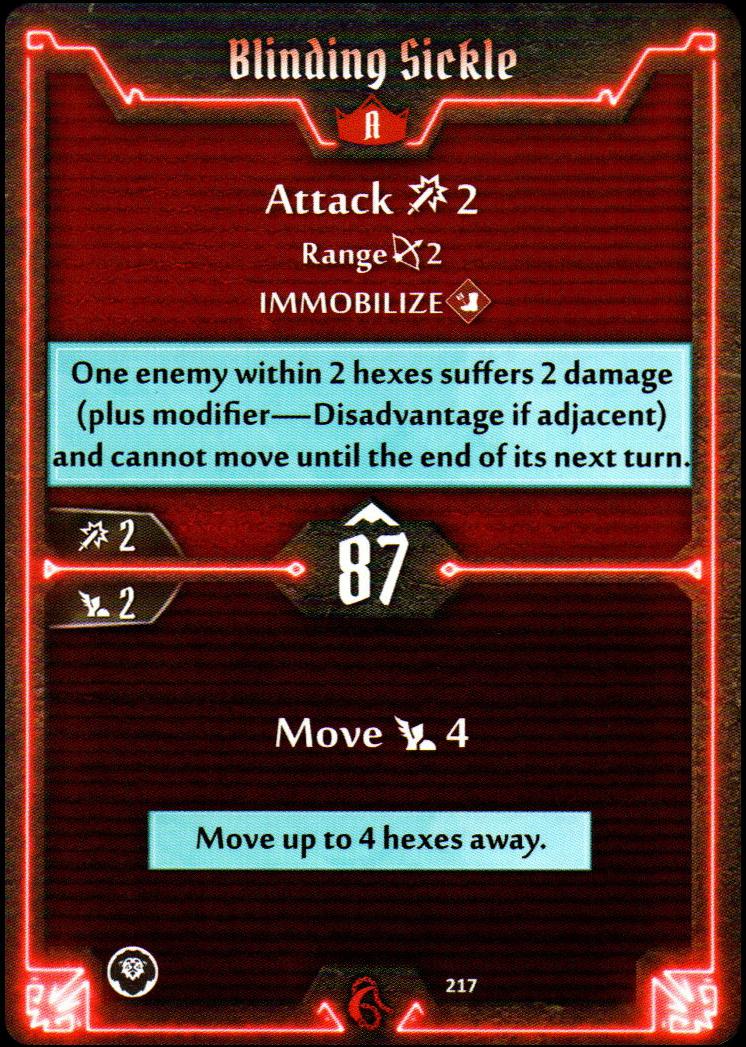 Blinding Sickle
A
Attack 2
Range 2
IMMOBILIZE
One enemy within 2 hexes suffers 2 damage
(plus modifier—Disadvantage if adjacent)
and cannot move until the end of its next turn.
2
87
2
Move 4
Move up to 4 hexes away.
217